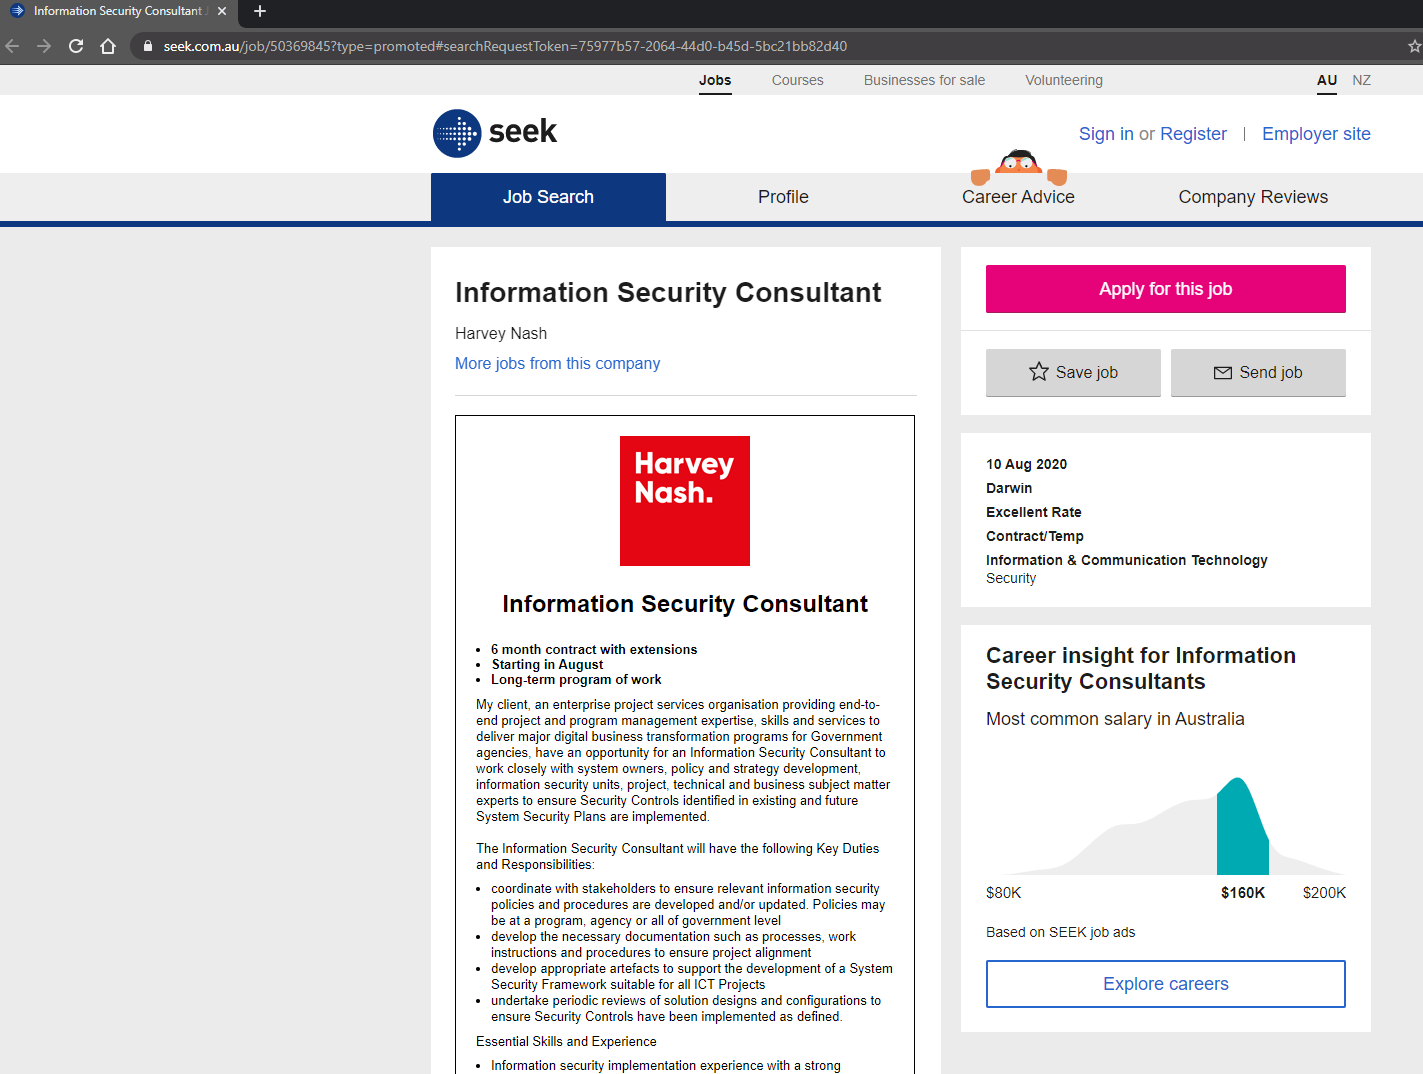 Information Security Consultant
seek.com.au/job/50369845?type=promoted#searchRequestToken=75977b57-2064-44d0-b45d-5bc21bb82d40
Jobs Courses Businesses for sale Volunteering AU NZ
seek
Sign in or Register | Employer site
Job Search Profile Career Advice Company Reviews
Information Security Consultant
Harvey Nash
More jobs from this company
Harvey
Nash.
Information Security Consultant
• 6 month contract with extensions
• Starting in August
• Long-term program of work
My client, an enterprise project services organisation providing end-to-
end project and program management expertise, skills and services to
deliver major digital business transformation programs for Government
agencies, have an opportunity for an Information Security Consultant to
work closely with system owners, policy and strategy development,
information security units, project, technical and business subject matter
experts to ensure Security Controls identified in existing and future
System Security Plans are implemented.
The Information Security Consultant will have the following Key Duties
and Responsibilities:
• coordinate with stakeholders to ensure relevant information security
policies and procedures are developed and/or updated. Policies may
be at a program, agency or all of government level
• develop the necessary documentation such as processes, work
instructions and procedures to ensure project alignment
• develop appropriate artefacts to support the development of a System
Security Framework suitable for all ICT Projects
• undertake periodic reviews of solution designs and configurations to
ensure Security Controls have been implemented as defined.
Essential Skills and Experience
• Information security implementation experience with a strong
Apply for this job
Save job Send job
10 Aug 2020
Darwin
Excellent Rate
Contract/Temp
Information & Communication Technology
Security
Career insight for Information
Security Consultants
Most common salary in Australia
$80K $160K $200K
Based on SEEK job ads
Explore careers